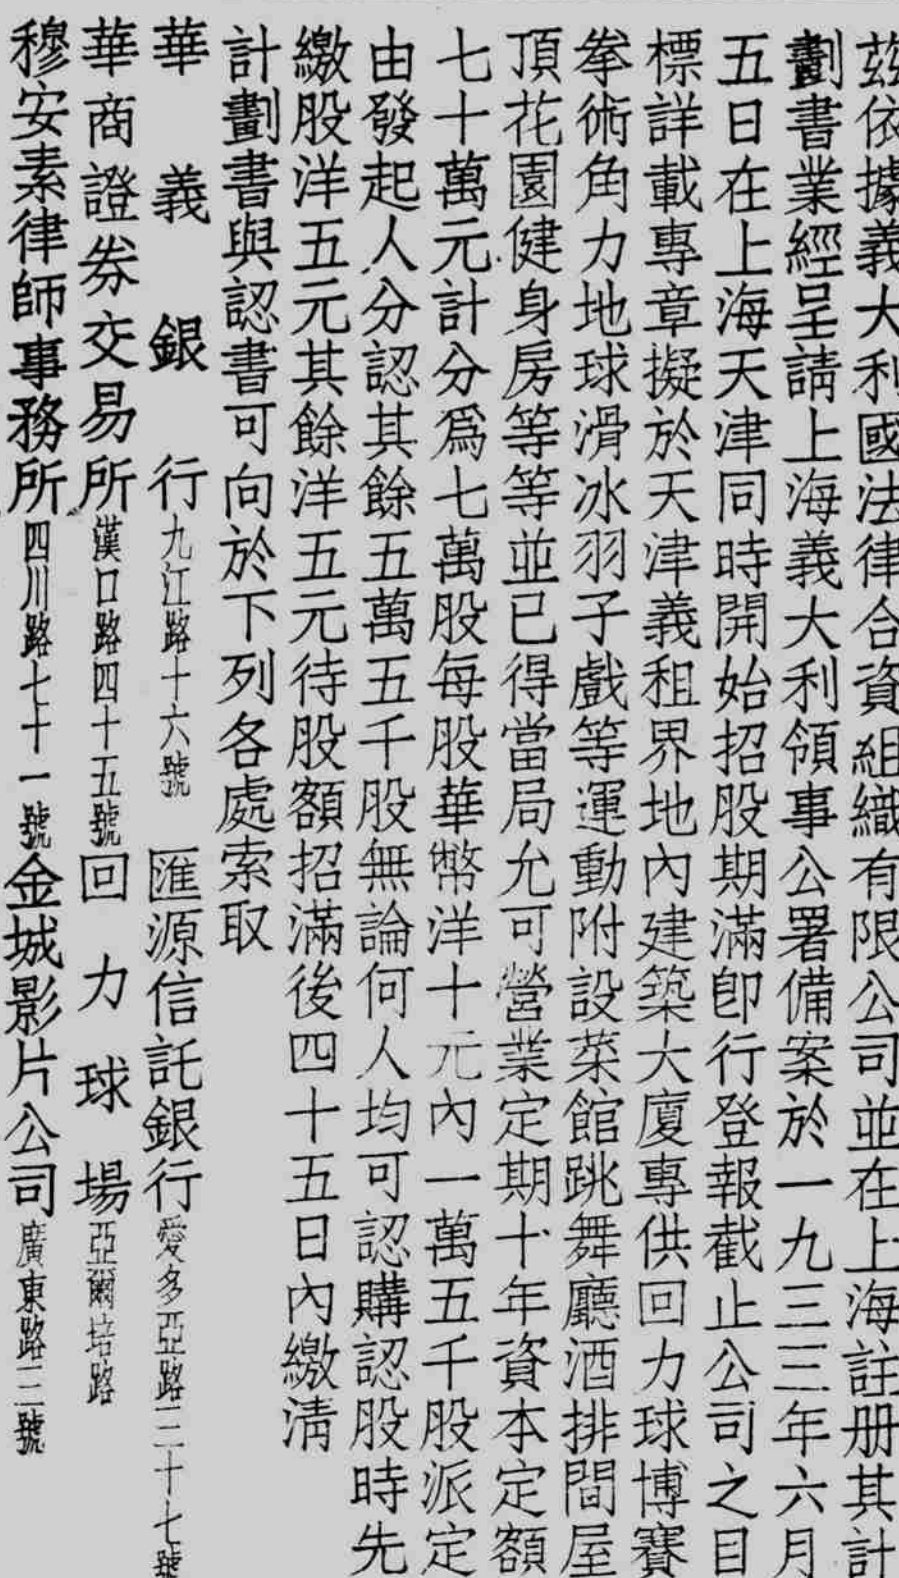 茲依據義大利國法律合資組織有限公司並在上海註册其計
劃書業經呈請上海義大利領事公署備案於一九三三年六月
五日在上海天津同時開始招股期滿卽行登報截止公司之目
標詳載專章擬於天津義租界地內建築大廈專供回力球博賽
拳術角力地球滑冰羽子戲等運動附設菜館跳舞廳酒排間屋
頂花園健身房等等並已得當局允可營業定期十年資本定額
七十萬元計分爲七萬股每股華幣洋十元內一萬五千股派定
由發起人分認其餘五萬五千股無論何人均可認購認股時先
繳股洋五元其餘洋五元待股額招滿後四十五日內繳清
計劃書與認書可向於下列各處索取
華義銀行九江路十六號 匯源信託銀行愛多亞路三十七號
華商證券交易所漢口路四十五號 回力球場亞爾培路
穆安素律師事務所四川路七十一號 金城影片公司廣東路三號